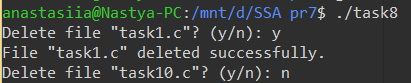 anastasiia@Nastya-PC:/mnt/d/SSA pr7$ ./task8
Delete file "task1.c"? (y/n): y
File "task1.c" deleted successfully.
Delete file "task10.c"? (y/n): n